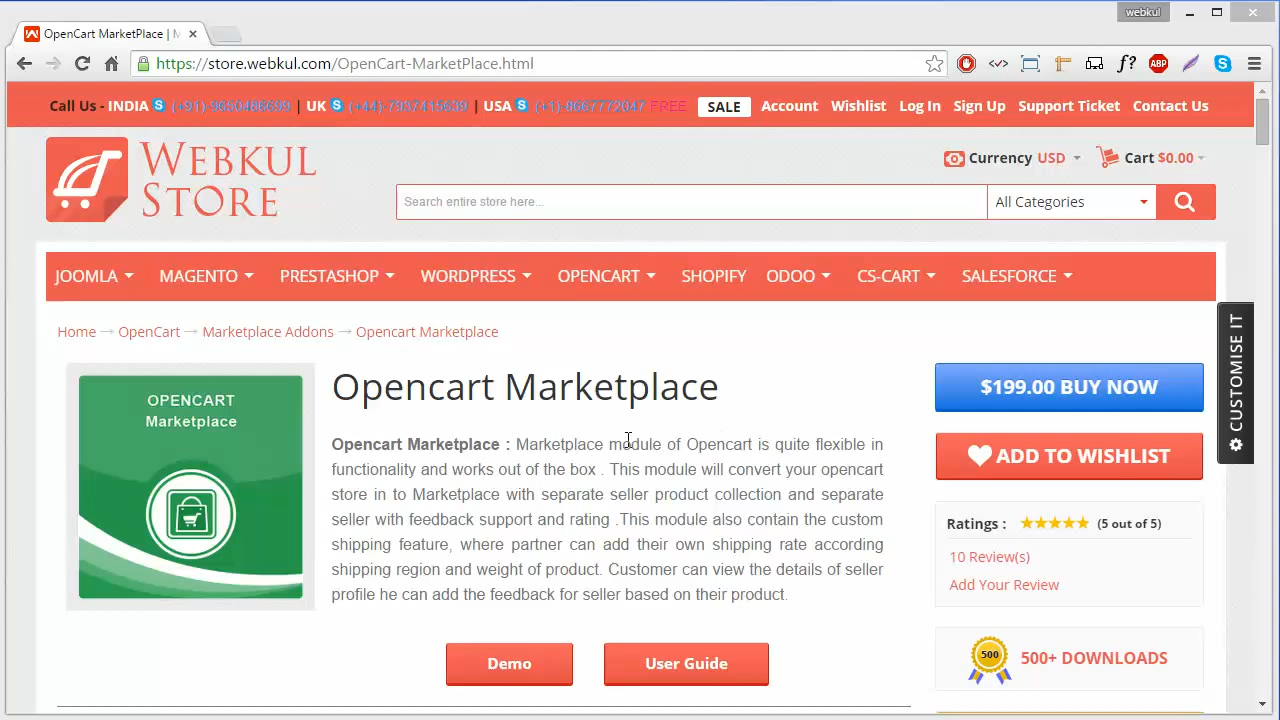 webkul
OpenCart MarketPlace |
https://store.webkul.com/OpenCart-MarketPlace.html
Call Us - INDIA (+91)-9650486699 | UK (+44)-7937415639 | USA (+1)-8667772047 FREE SALE Account Wishlist Log In Sign Up Support Ticket Contact Us
WEBKUL
STORE
Currency USD Cart $0.00
Search entire store here... All Categories
JOOMLA MAGENTO PRESTASHOP WORDPRESS OPENCART SHOPIFY ODOO CS-CART SALESFORCE
Home → OpenCart → Marketplace Addons → Opencart Marketplace
CUSTOMISE IT
OPENCART
Marketplace
Opencart Marketplace
Opencart Marketplace : Marketplace module of Opencart is quite flexible in
functionality and works out of the box . This module will convert your opencart
store in to Marketplace with separate seller product collection and separate
seller with feedback support and rating .This module also contain the custom
shipping feature, where partner can add their own shipping rate according
shipping region and weight of product. Customer can view the details of seller
profile he can add the feedback for seller based on their product.
Demo
User Guide
$199.00 BUY NOW
ADD TO WISHLIST
Ratings : (5 out of 5)
10 Review(s)
Add Your Review
500 500+ DOWNLOADS
ABP